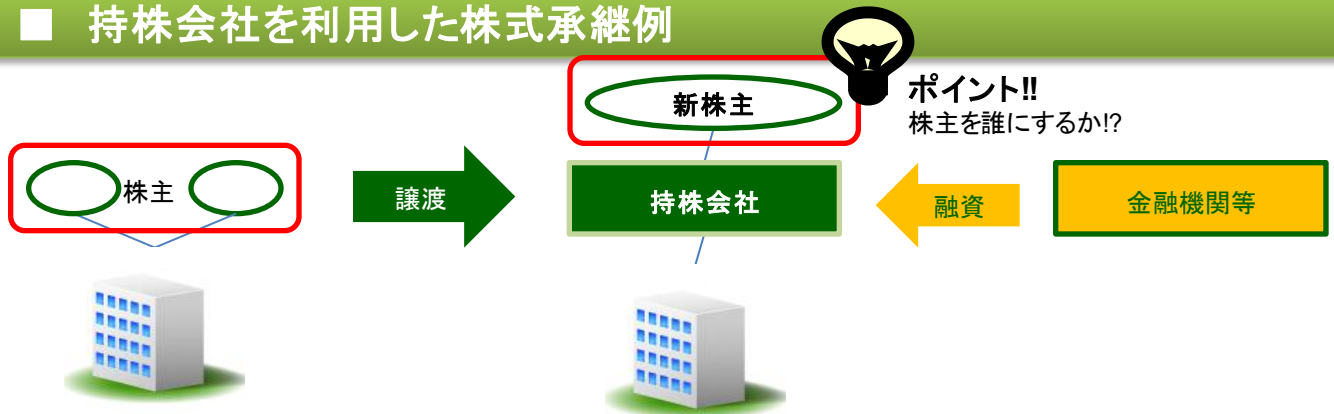 ■ 持株会社を利用した株式承継例
新株主
ポイント!!
株主を誰にするか!?
株主
譲渡
持株会社
融資
金融機関等